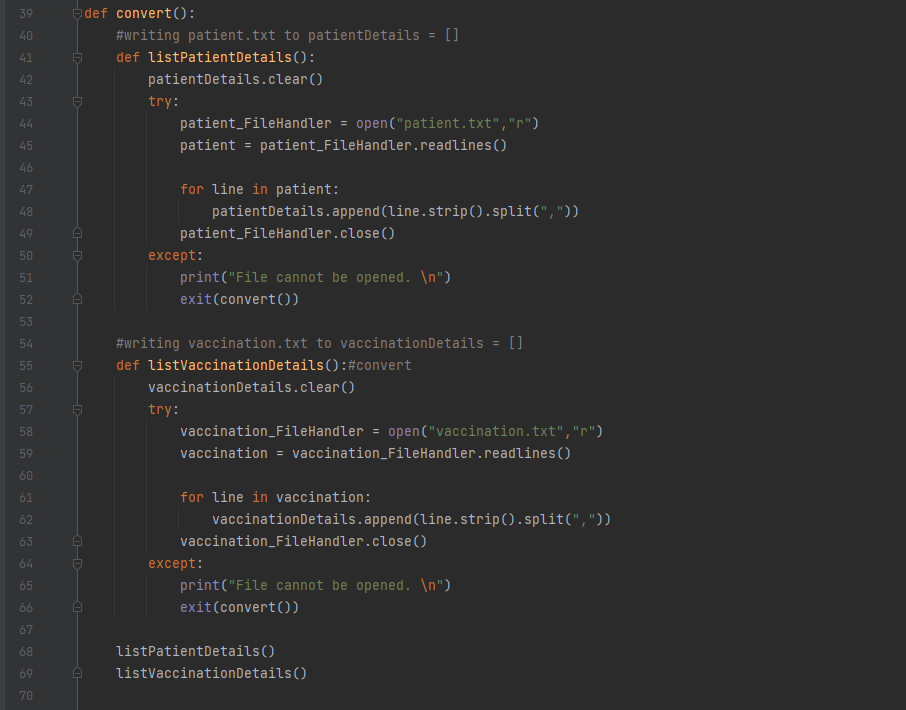 39 def convert():
40     #writing patient.txt to patientDetails = []
41     def listPatientDetails():
42         patientDetails.clear()
43         try:
44             patient_FileHandler = open("patient.txt","r")
45             patient = patient_FileHandler.readlines()
46
47             for line in patient:
48                 patientDetails.append(line.strip().split(","))
49             patient_FileHandler.close()
50         except:
51             print("File cannot be opened. \n")
52             exit(convert())
53
54     #writing vaccination.txt to vaccinationDetails = []
55     def listVaccinationDetails():#convert
56         vaccinationDetails.clear()
57         try:
58             vaccination_FileHandler = open("vaccination.txt","r")
59             vaccination = vaccination_FileHandler.readlines()
60
61             for line in vaccination:
62                 vaccinationDetails.append(line.strip().split(","))
63             vaccination_FileHandler.close()
64         except:
65             print("File cannot be opened. \n")
66             exit(convert())
67
68     listPatientDetails()
69     listVaccinationDetails()
70